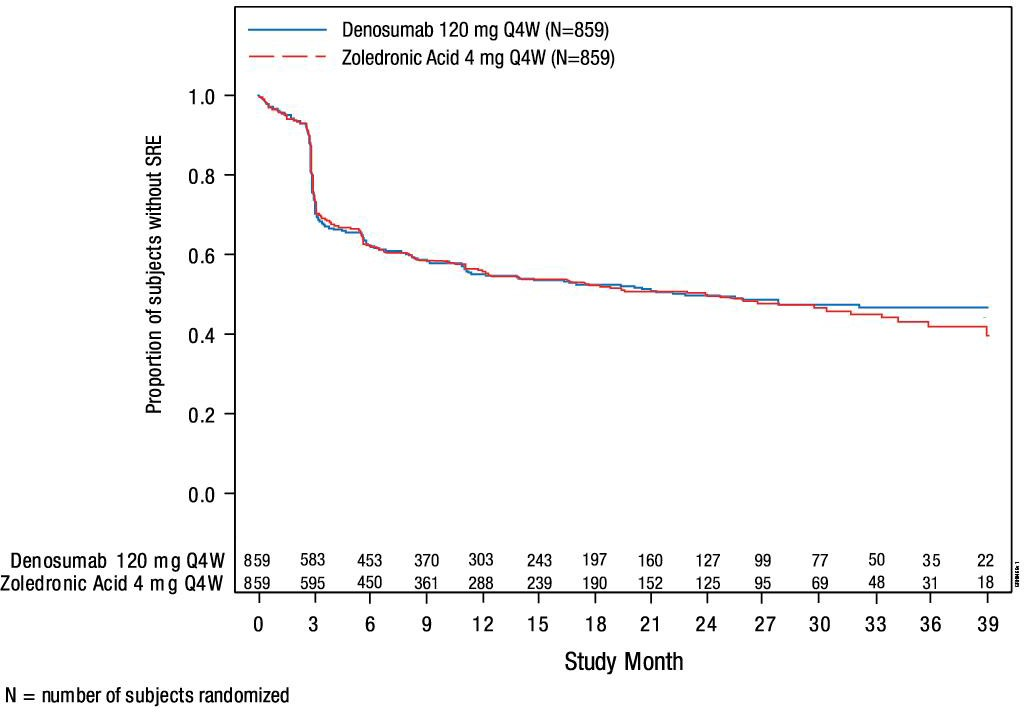 Denosumab 120 mg Q4W (N=859)
Zoledronic Acid 4 mg Q4W (N=859)
Proportion of subjects without SRE
1.0
0.8
0.6
0.4
0.2
0.0
Denosumab 120 mg Q4W 859 583 453 370 303 243 197 160 127 99 77 50 35 22
Zoledronic Acid 4 mg Q4W 859 595 450 361 288 239 190 152 125 95 69 48 31 18
0 3 6 9 12 15 18 21 24 27 30 33 36 39
Study Month
N = number of subjects randomized